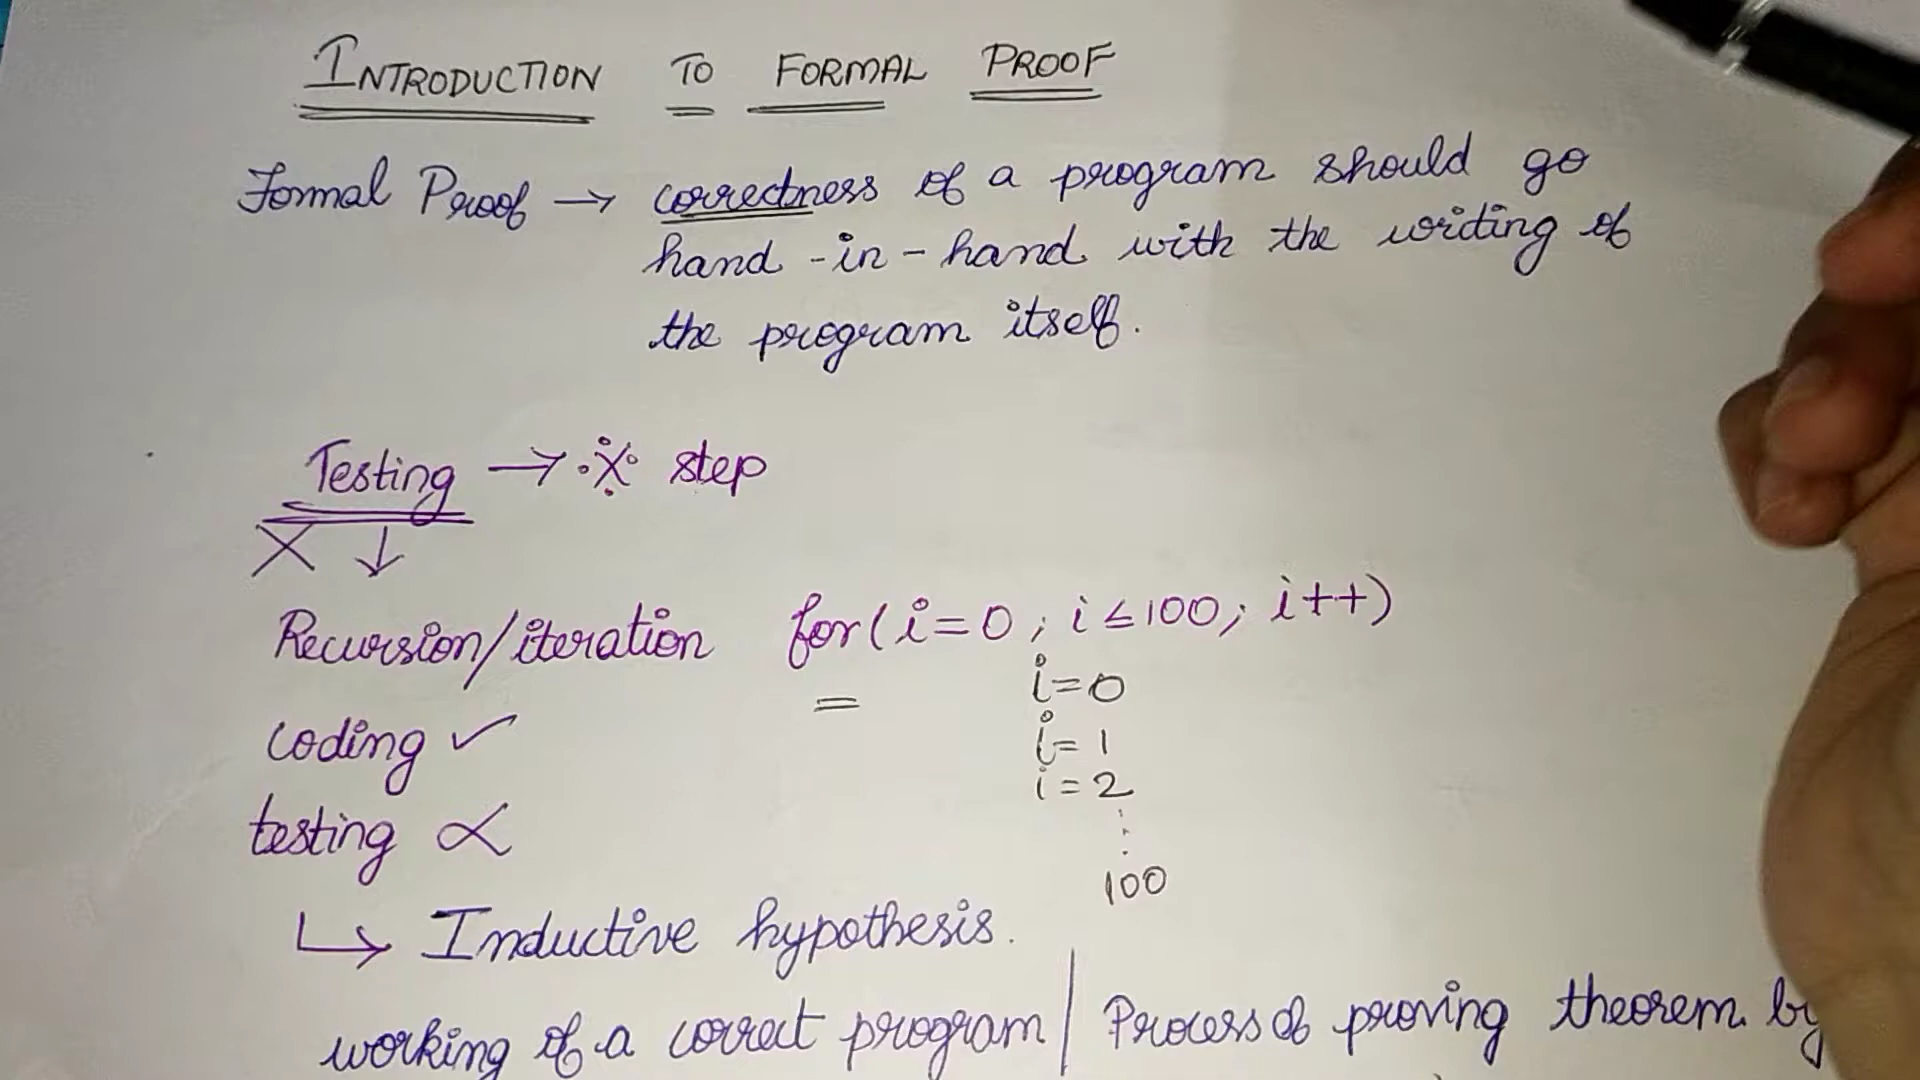 INTRODUCTION TO FORMAL PROOF
Formal Proof → correctness of a program should go
hand-in-hand with the writing of
the program itself.
Testing → step
X ↓
Recursion/iteration for(i=0; i≤100; i++)
=
i=0
i=1
i=2
⋮
100
coding ✓
testing ∝
↳ Inductive hypothesis.
working of a correct program | Process of proving theorem by